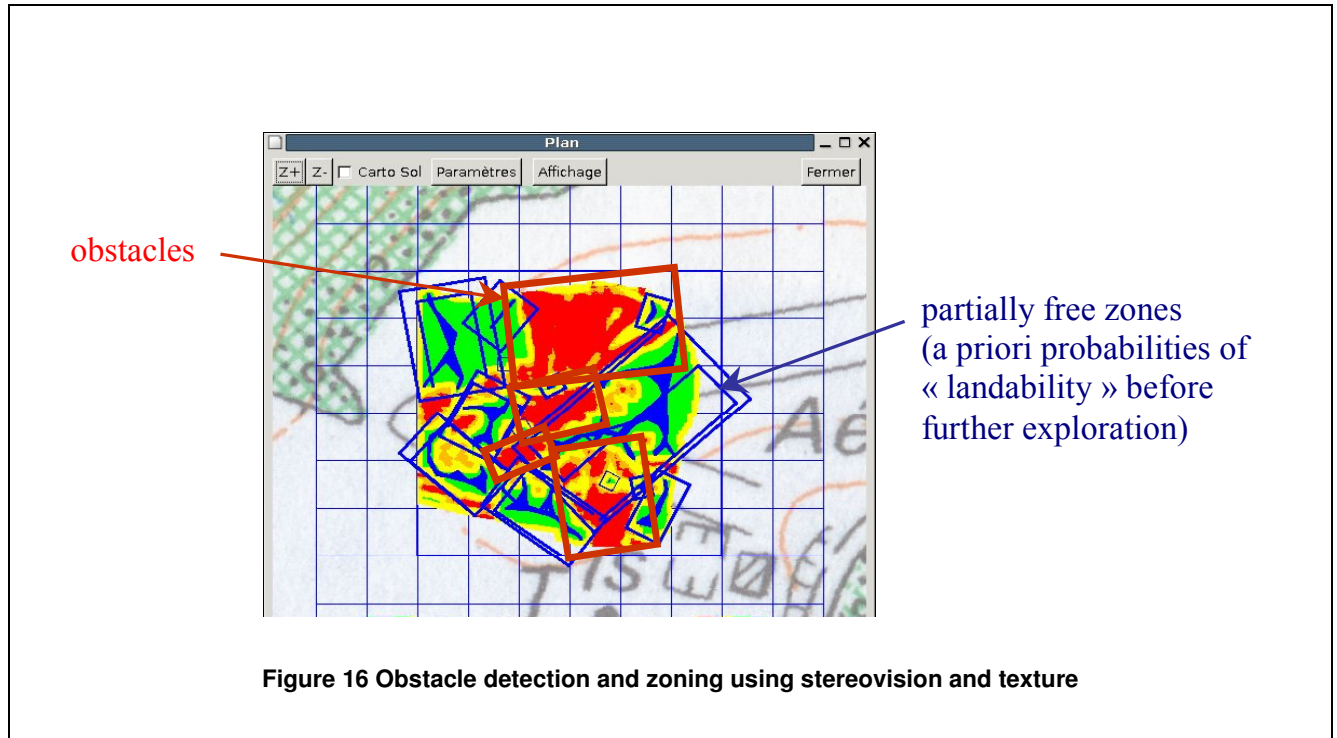 Plan
Z+ Z- Carto Sol Paramètres Affichage Fermer
obstacles
partially free zones
(a priori probabilities of
« landability » before
further exploration)
Aé
Figure 16 Obstacle detection and zoning using stereovision and texture